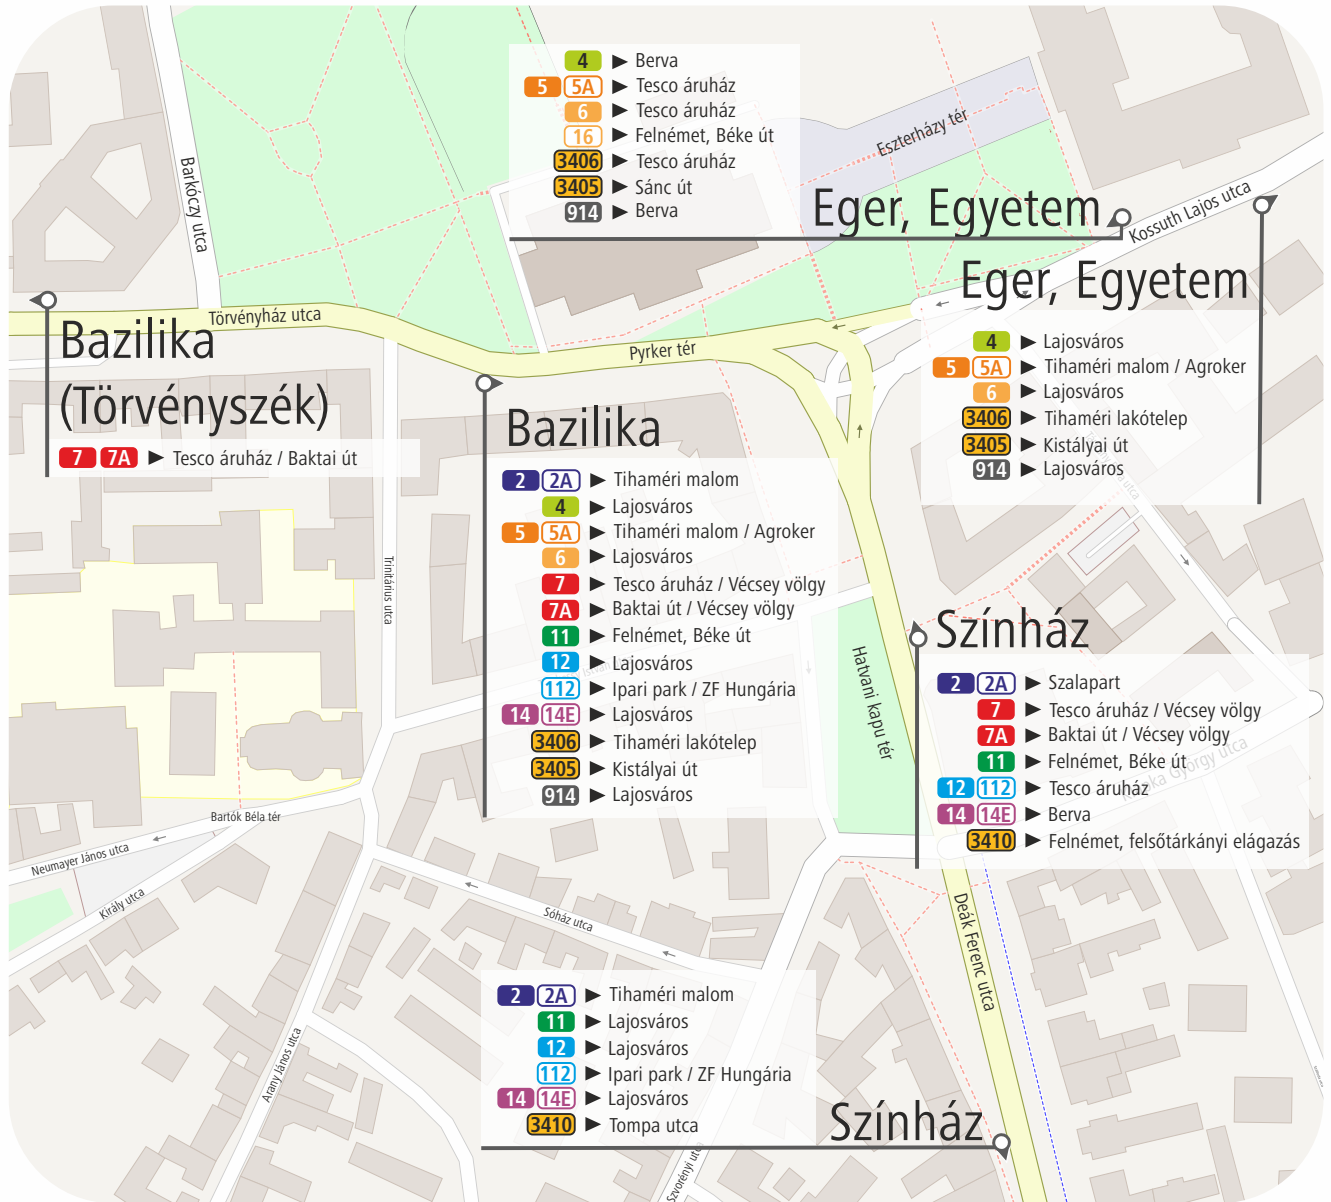 4 ► Berva
5 5A ► Tesco áruház
6 ► Tesco áruház
16 ► Felnémet, Béke út
3406 ► Tesco áruház
3405 ► Sánc út
914 ► Berva
Eger, Egyetem
Eszterházy tér
Kossuth Lajos utca
Barkóczy utca
Eger, Egyetem
4 ► Lajosváros
5 5A ► Tihaméri malom / Agroker
6 ► Lajosváros
3406 ► Tihaméri lakótelep
3405 ► Kistályai út
914 ► Lajosváros
Törvényház utca
Pyrker tér
Bazilika
(Törvényszék)
7 7A ► Tesco áruház / Baktai út
Bazilika
2 2A ► Tihaméri malom
4 ► Lajosváros
5 5A ► Tihaméri malom / Agroker
6 ► Lajosváros
7 ► Tesco áruház / Vécsey völgy
7A ► Baktai út / Vécsey völgy
11 ► Felnémet, Béke út
12 ► Lajosváros
112 ► Ipari park / ZF Hungária
14 14E ► Lajosváros
3406 ► Tihaméri lakótelep
3405 ► Kistályai út
914 ► Lajosváros
Trinitárius utca
Hatvani kapu tér
Színház
2 2A ► Szalapart
7 ► Tesco áruház / Vécsey völgy
7A ► Baktai út / Vécsey völgy
11 ► Felnémet, Béke út
12 112 ► Tesco áruház
14 14E ► Berva
3410 ► Felnémet, felsőtárkányi elágazás
György utca
utca
Bartók Béla tér
Neumayer János utca
Király utca
Sóház utca
Deák Ferenc utca
Arany János utca
2 2A ► Tihaméri malom
11 ► Lajosváros
12 ► Lajosváros
112 ► Ipari park / ZF Hungária
14 14E ► Lajosváros
3410 ► Tompa utca
Színház
Szvorényi utca